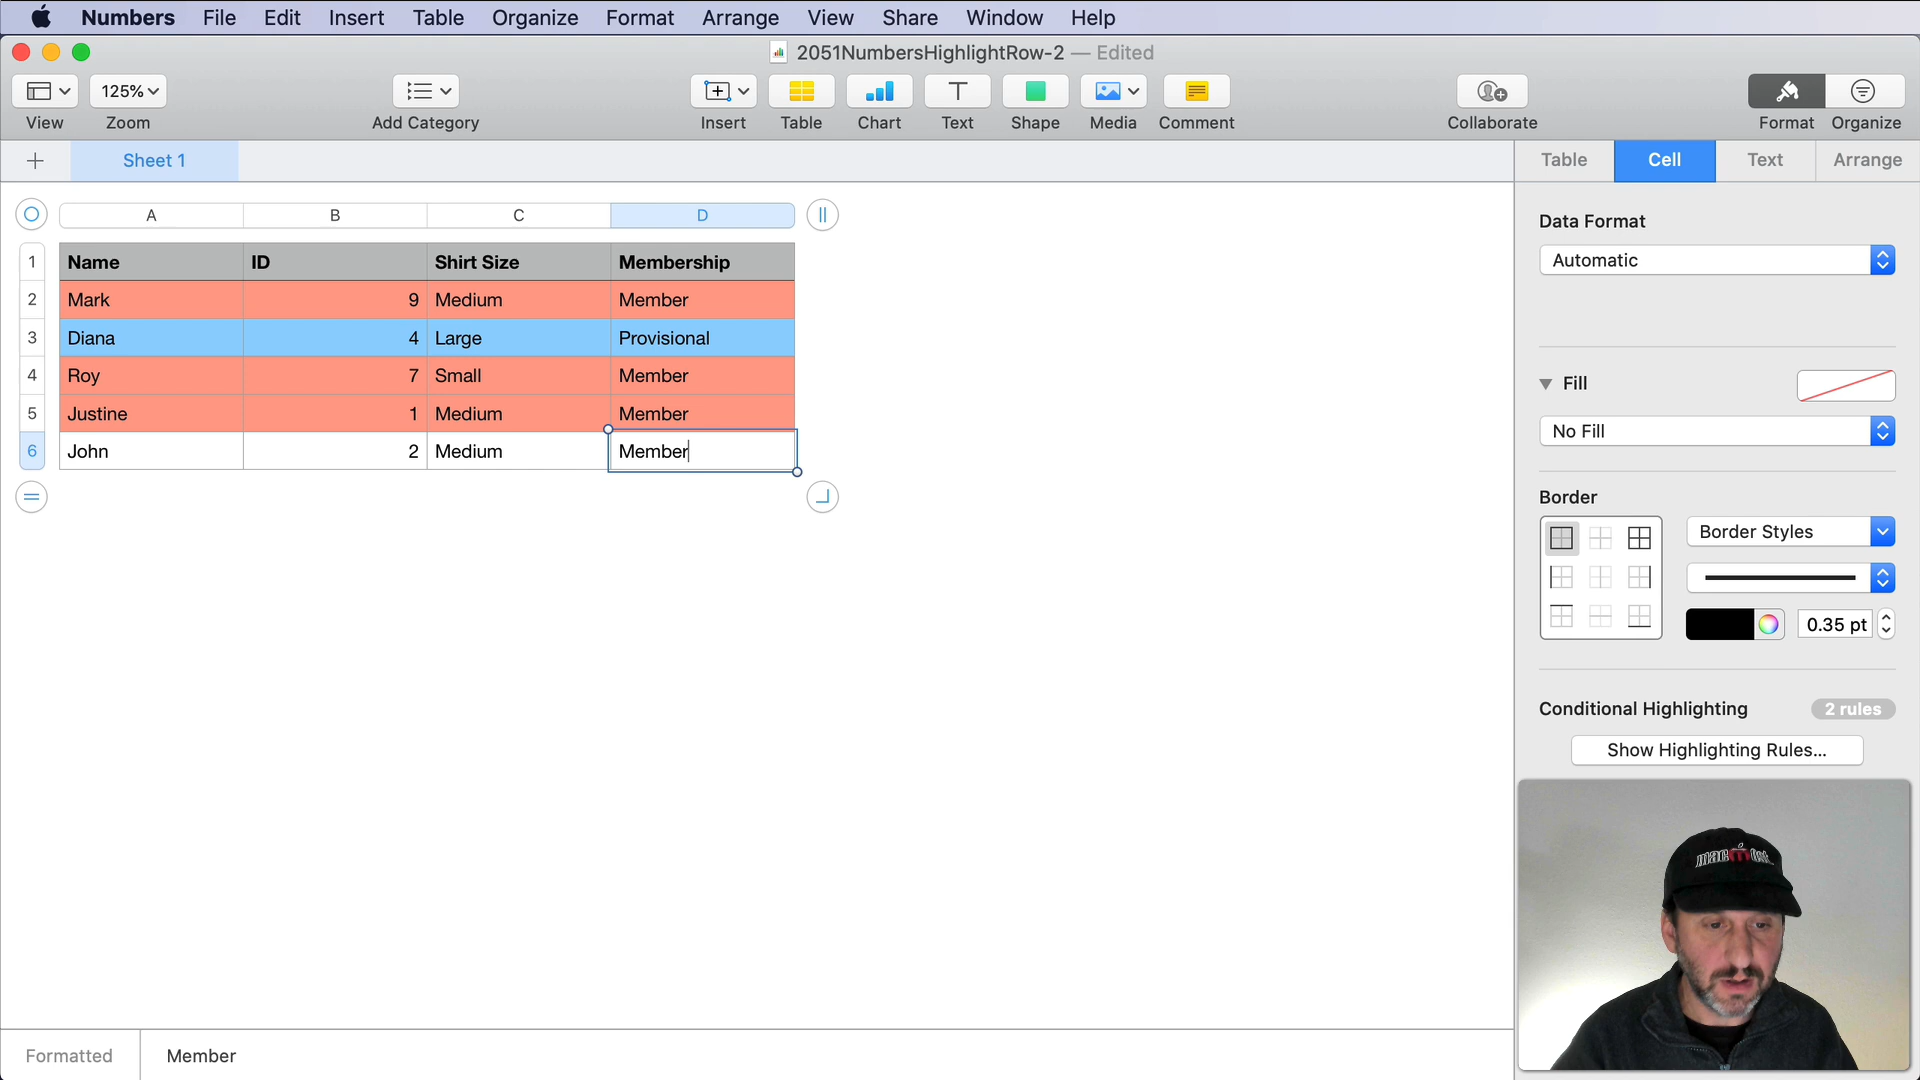 Numbers File Edit Insert Table Organize Format Arrange View Share Window Help
2051NumbersHighlightRow-2 — Edited
125%
View Zoom Add Category Insert Table Chart Text Shape Media Comment Collaborate Format Organize
Sheet 1
Table Cell Text Arrange
A B C D
1 Name ID Shirt Size Membership
2 Mark 9 Medium Member
3 Diana 4 Large Provisional
4 Roy 7 Small Member
5 Justine 1 Medium Member
6 John 2 Medium Member
Data Format
Automatic
Fill
No Fill
Border
Border Styles
0.35 pt
Conditional Highlighting 2 rules
Show Highlighting Rules...
Formatted Member